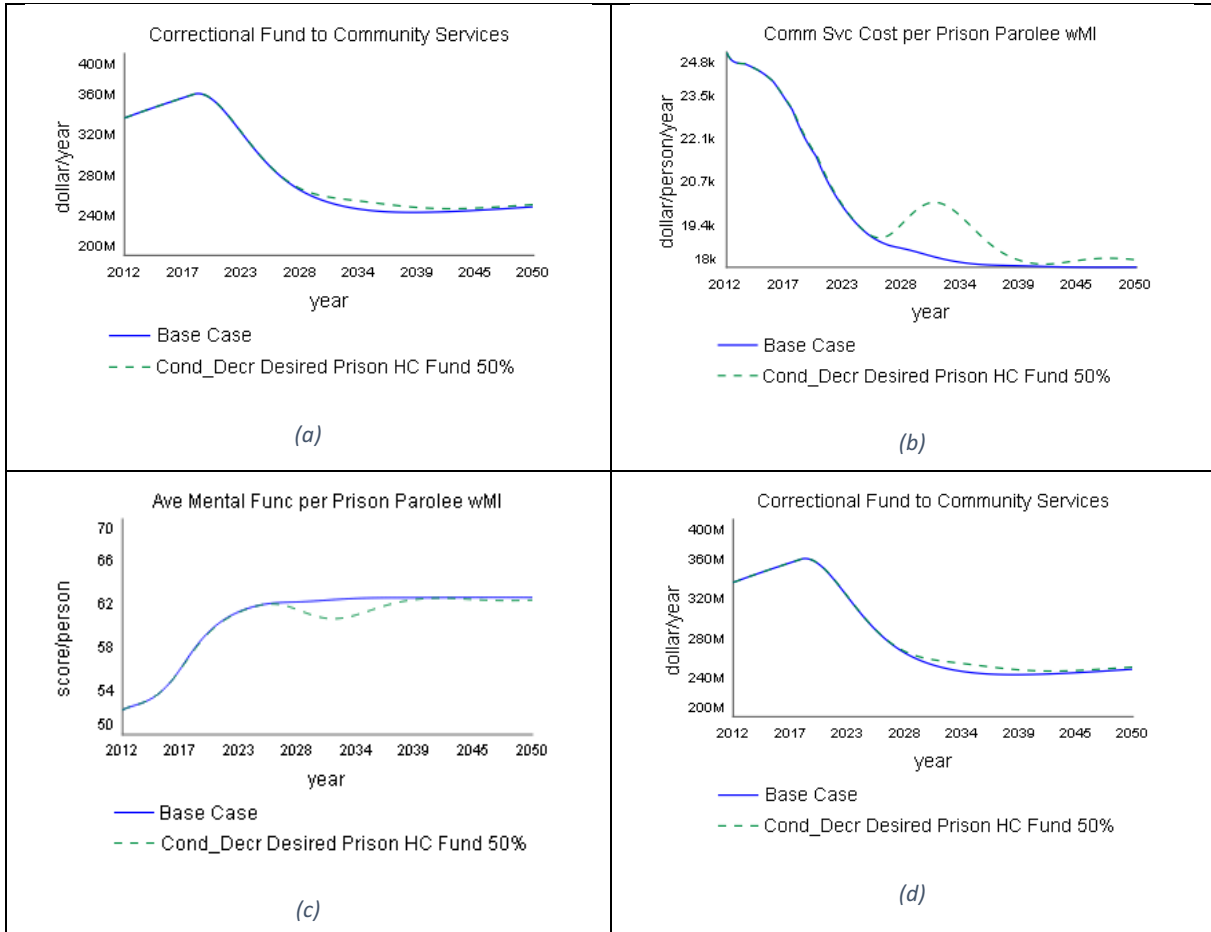 Correctional Fund to Community Services
400M
360M
320M
280M
240M
200M
dollar/year
2012 2017 2023 2028 2034 2039 2045 2050
year
Base Case
Cond_Decr Desired Prison HC Fund 50%
(a)
Comm Svc Cost per Prison Parolee wMI
24.8k
23.5k
22.1k
20.7k
19.4k
18k
dollar/person/year
2012 2017 2023 2028 2034 2039 2045 2050
year
Base Case
Cond_Decr Desired Prison HC Fund 50%
(b)
Ave Mental Func per Prison Parolee wMI
70
66
62
58
54
50
score/person
2012 2017 2023 2028 2034 2039 2045 2050
year
Base Case
Cond_Decr Desired Prison HC Fund 50%
(c)
Correctional Fund to Community Services
400M
360M
320M
280M
240M
200M
dollar/year
2012 2017 2023 2028 2034 2039 2045 2050
year
Base Case
Cond_Decr Desired Prison HC Fund 50%
(d)